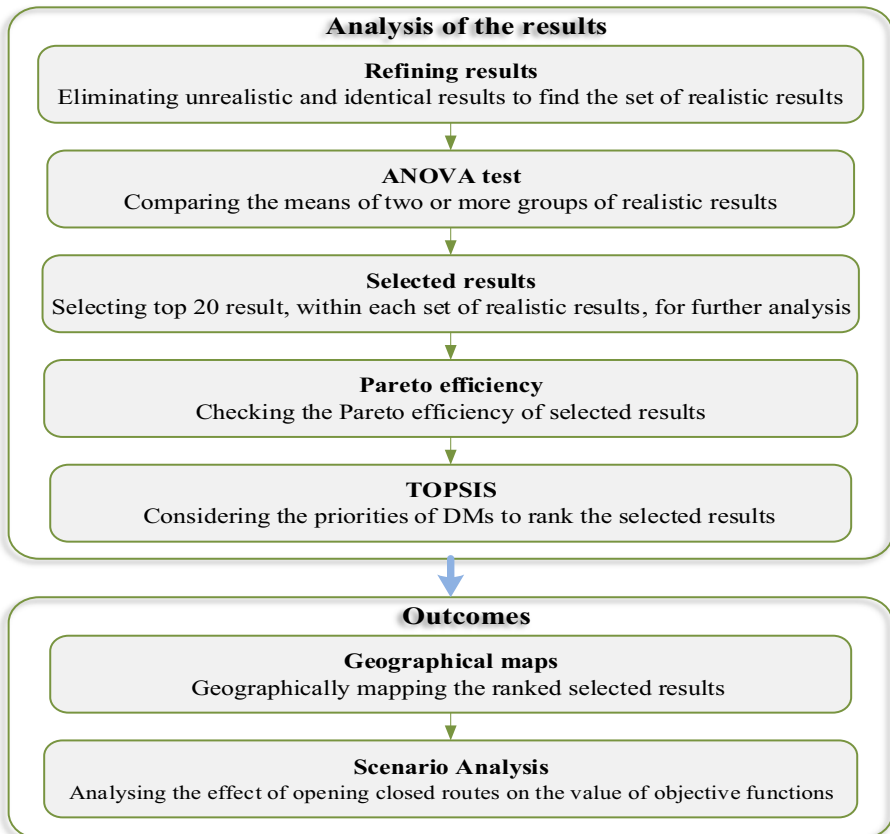 Analysis of the results
Refining results
Eliminating unrealistic and identical results to find the set of realistic results
ANOVA test
Comparing the means of two or more groups of realistic results
Selected results
Selecting top 20 result, within each set of realistic results, for further analysis
Pareto efficiency
Checking the Pareto efficiency of selected results
TOPSIS
Considering the priorities of DMs to rank the selected results
Outcomes
Geographical maps
Geographically mapping the ranked selected results
Scenario Analysis
Analysing the effect of opening closed routes on the value of objective functions